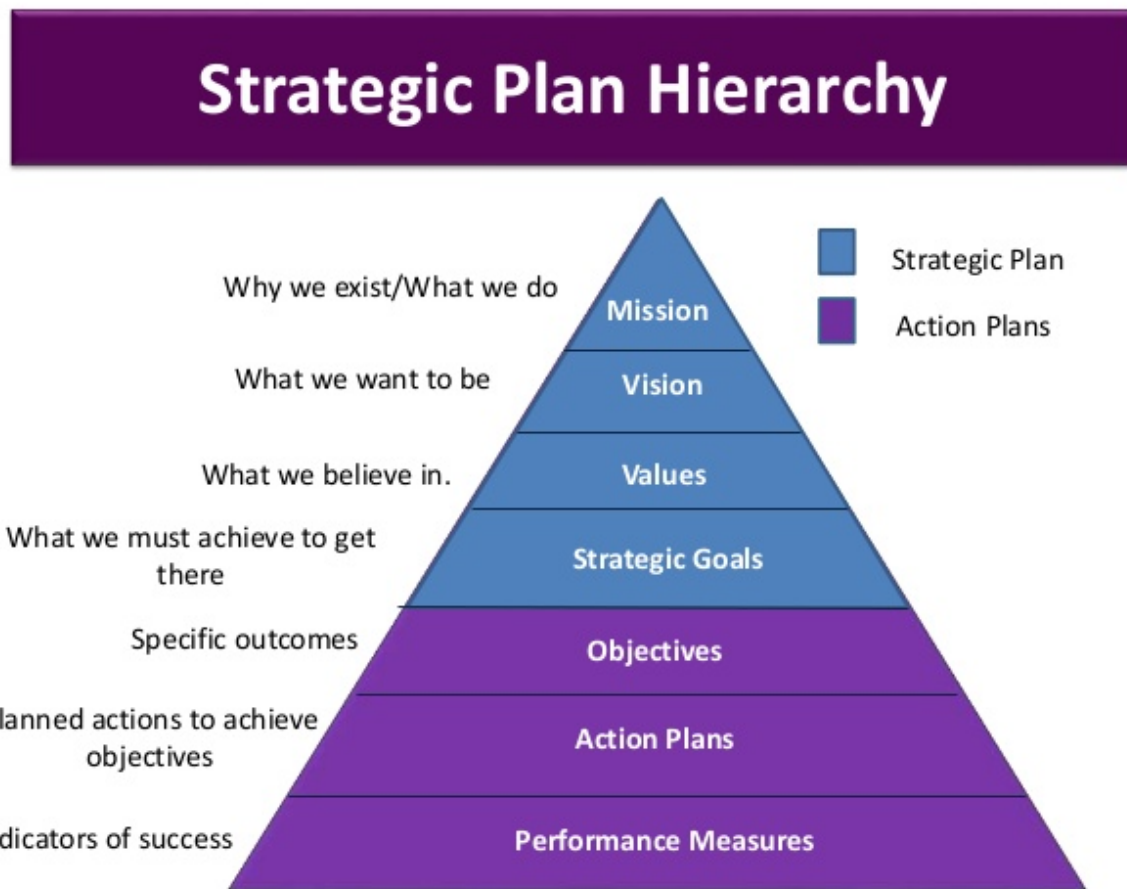 Strategic Plan Hierarchy
Strategic Plan
Action Plans
Why we exist/What we do
Mission
What we want to be
Vision
What we believe in.
Values
What we must achieve to get
there
Strategic Goals
Specific outcomes
Objectives
lanned actions to achieve
objectives
Action Plans
dicators of success
Performance Measures